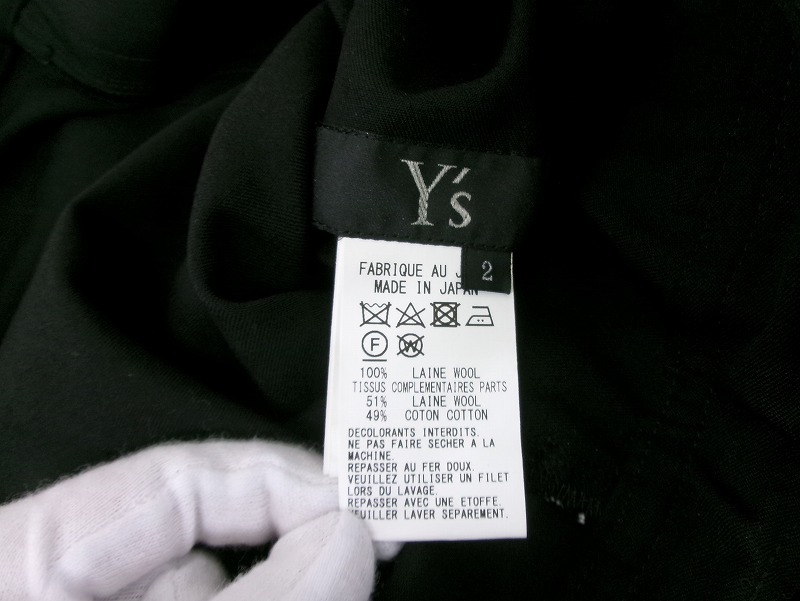 Y's
2
FABRIQUE AU
MADE IN JAPAN
F W
100% LAINE WOOL
TISSUS COMPLEMENTAIRES PARTS
51% LAINE WOOL
49% COTON COTTON
DECOLORANTS INTERDITS.
NE PAS FAIRE SECHER A LA
MACHINE.
REPASSER AU FER DOUX.
VEUILLEZ UTILISER UN FILET
LORS DU LAVAGE.
REPASSER AVEC UNE ETOFFE.
VEUILLER LAVER SEPAREMENT.